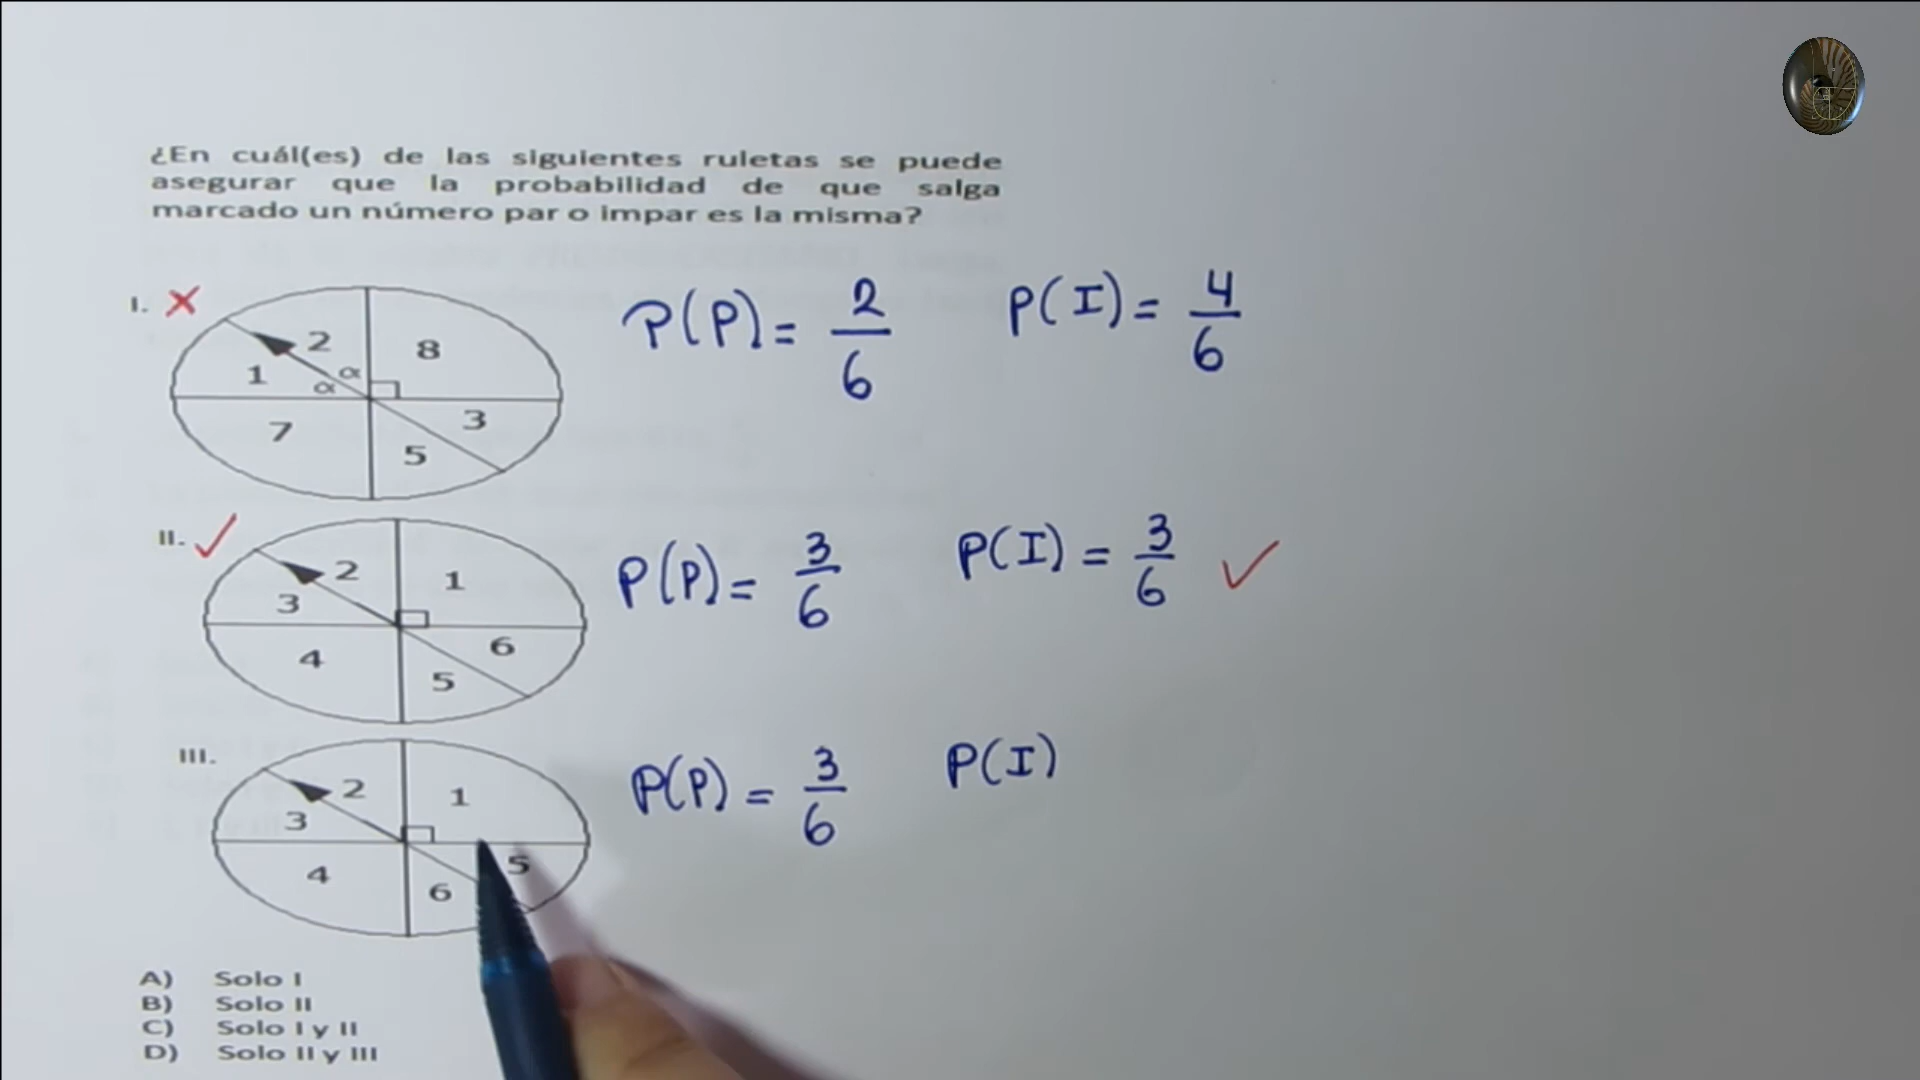 ¿En cuál(es) de las siguientes ruletas se puede
asegurar que la probabilidad de que salga
marcado un número par o impar es la misma?
I. ✗
2
8
1
α
α
7
3
5
P(P) = 2/6
P(I) = 4/6
II. ✓
2
1
3
4
6
5
P(P) = 3/6
P(I) = 3/6 ✓
III.
2
1
3
4
5
6
P(P) = 3/6
P(I)
A) Solo I
B) Solo II
C) Solo I y II
D) Solo II y III